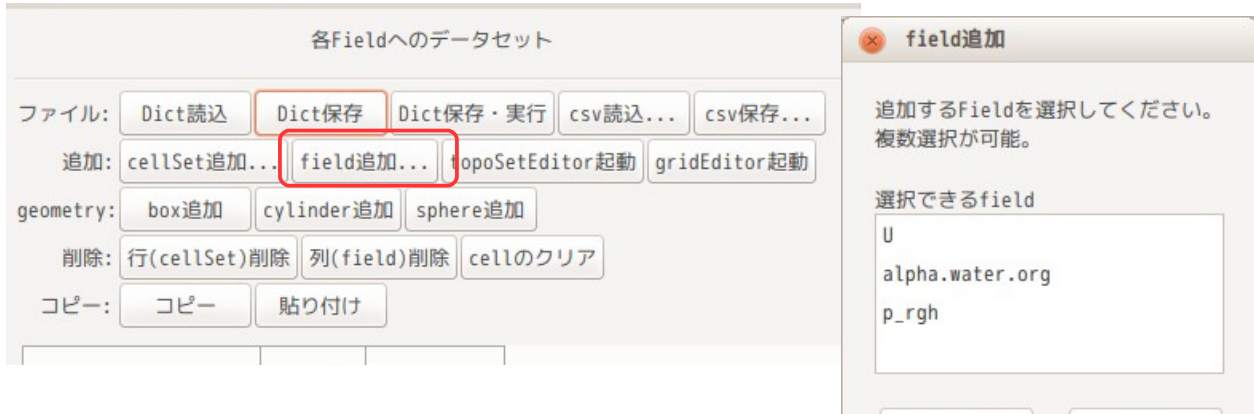 各Fieldへのデータセット
ファイル: Dict読込 Dict保存 Dict保存・実行 csv読込... csv保存...
追加: cellSet追加... field追加... topoSetEditor起動 gridEditor起動
geometry: box追加 cylinder追加 sphere追加
削除: 行(cellSet)削除 列(field)削除 cellのクリア
コピー: コピー 貼り付け
field追加
追加するFieldを選択してください。
複数選択が可能。
選択できるfield
U
alpha.water.org
p_rgh